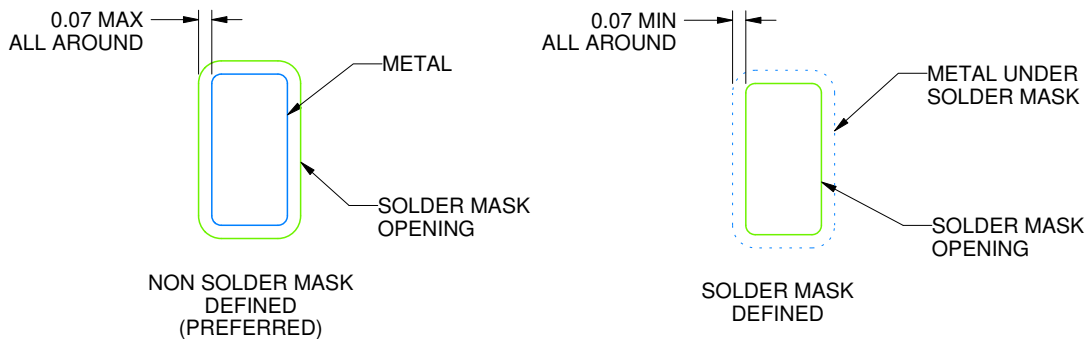 0.07 MAX
ALL AROUND
METAL
SOLDER MASK
OPENING
NON SOLDER MASK
DEFINED
(PREFERRED)
0.07 MIN
ALL AROUND
METAL UNDER
SOLDER MASK
SOLDER MASK
OPENING
SOLDER MASK
DEFINED